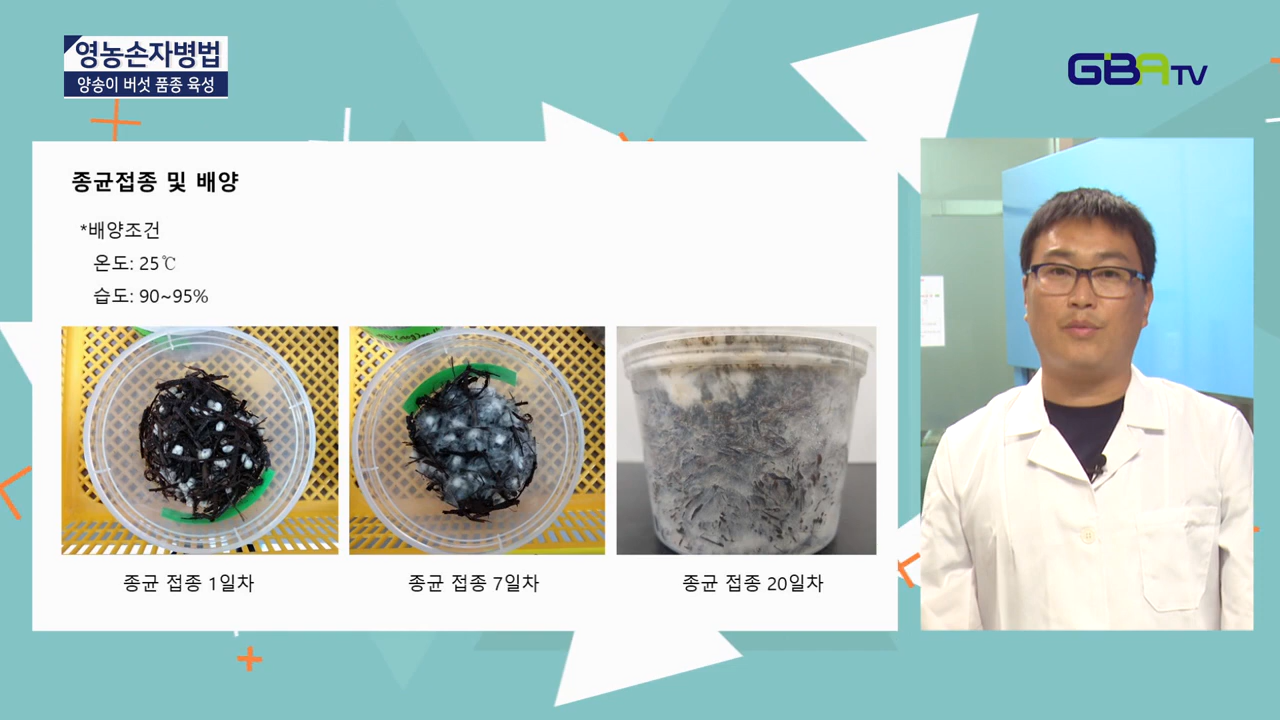 영농손자병법
양송이 버섯 품종 육성
GBATV
종균접종 및 배양
*배양조건
온도: 25℃
습도: 90~95%
종균 접종 1일차
종균 접종 7일차
종균 접종 20일차